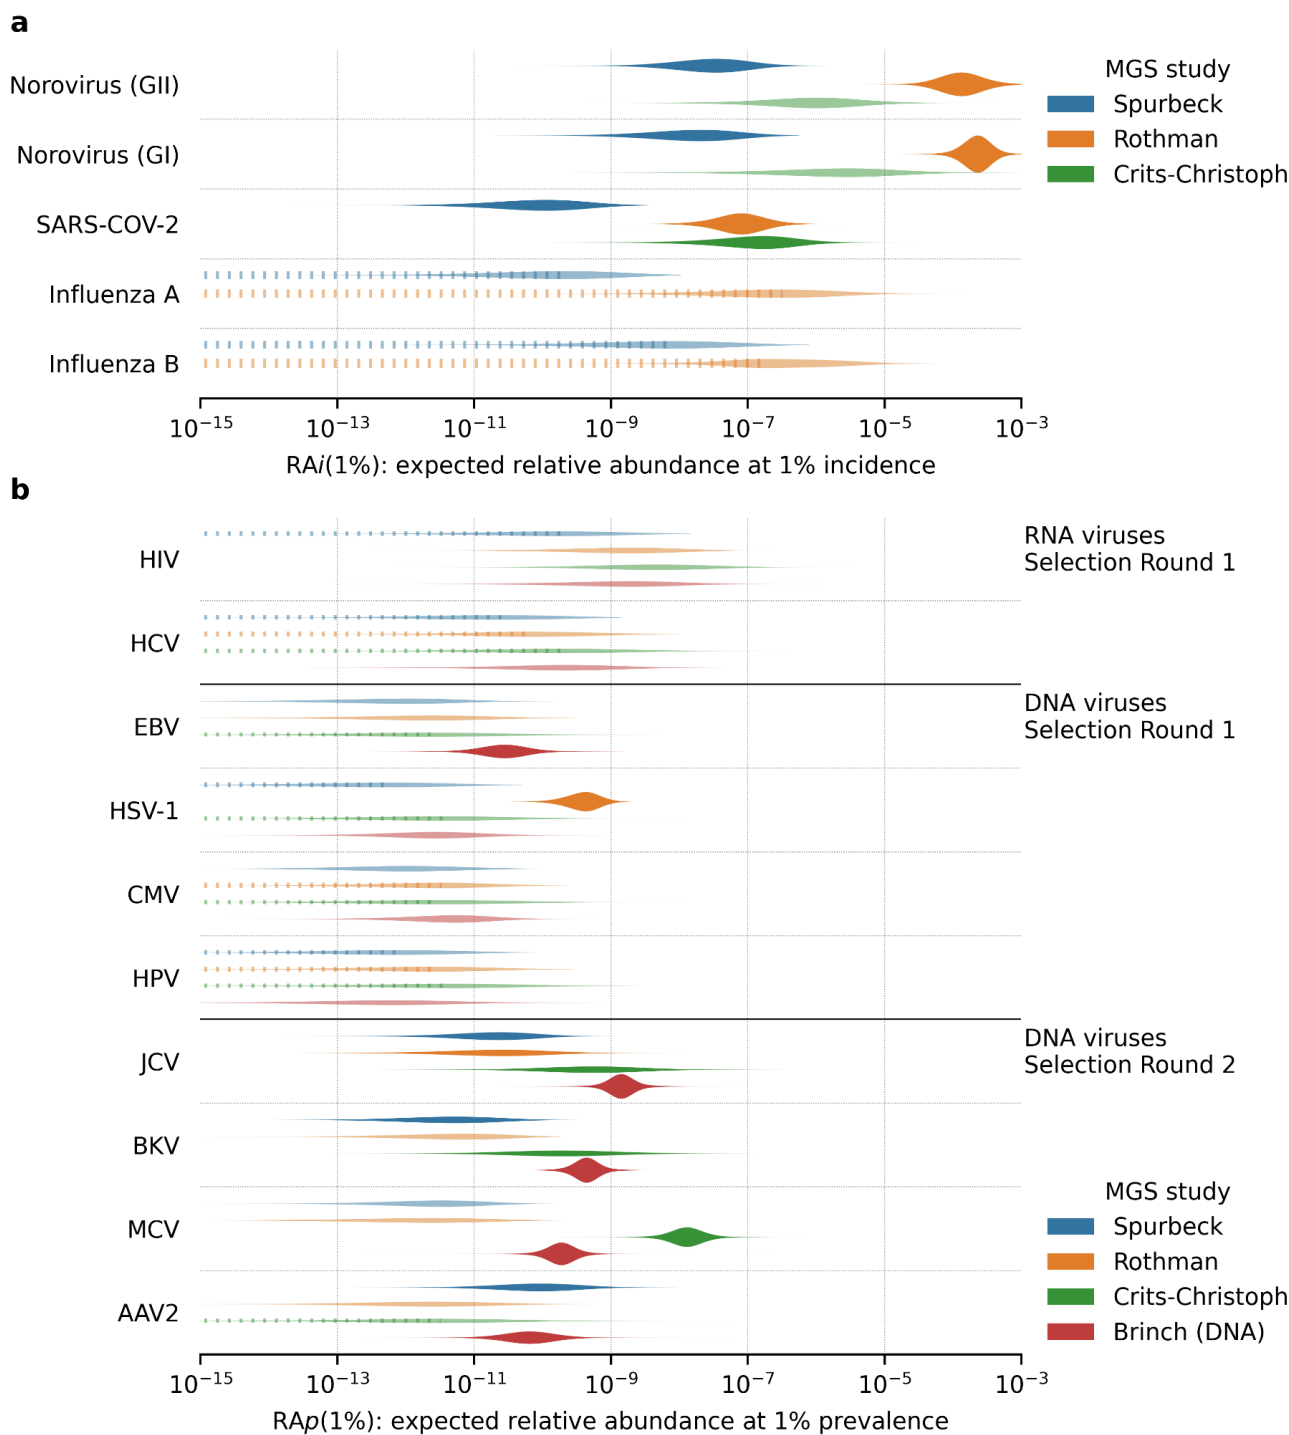 a
Norovirus (GII)
Norovirus (GI)
SARS-COV-2
Influenza A
Influenza B
10⁻¹⁵ 10⁻¹³ 10⁻¹¹ 10⁻⁹ 10⁻⁷ 10⁻⁵ 10⁻³
RAi(1%): expected relative abundance at 1% incidence
MGS study
Spurbeck
Rothman
Crits-Christoph
b
HIV
HCV
EBV
HSV-1
CMV
HPV
JCV
BKV
MCV
AAV2
RNA viruses
Selection Round 1
DNA viruses
Selection Round 1
DNA viruses
Selection Round 2
MGS study
Spurbeck
Rothman
Crits-Christoph
Brinch (DNA)
10⁻¹⁵ 10⁻¹³ 10⁻¹¹ 10⁻⁹ 10⁻⁷ 10⁻⁵ 10⁻³
RAp(1%): expected relative abundance at 1% prevalence